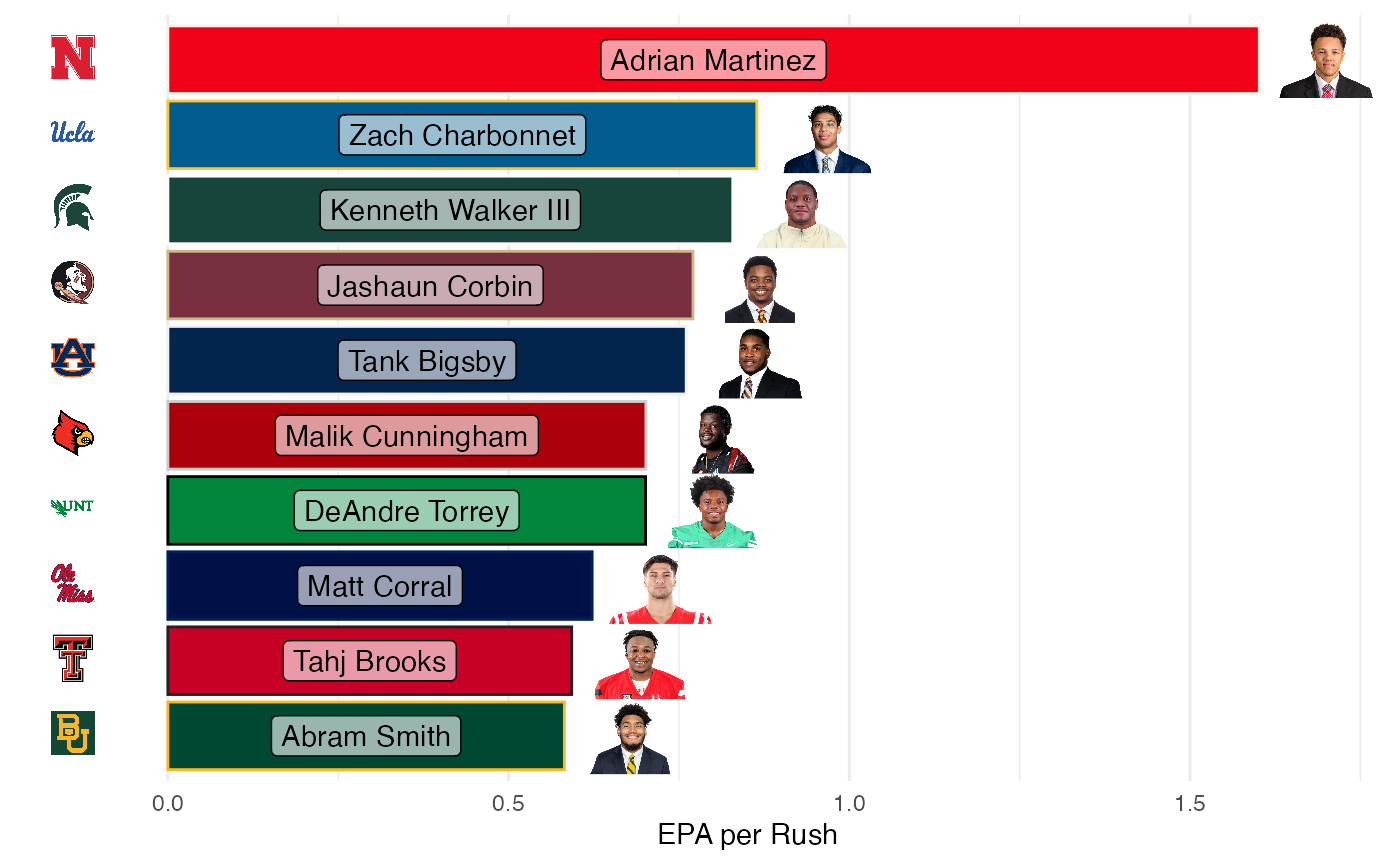 N
Adrian Martinez
Ucla
Zach Charbonnet
Kenneth Walker III
Jashaun Corbin
AU
Tank Bigsby
Malik Cunningham
UNT
DeAndre Torrey
Ole
Miss
Matt Corral
T
Tahj Brooks
BU
Abram Smith
0.0 0.5 1.0 1.5
EPA per Rush